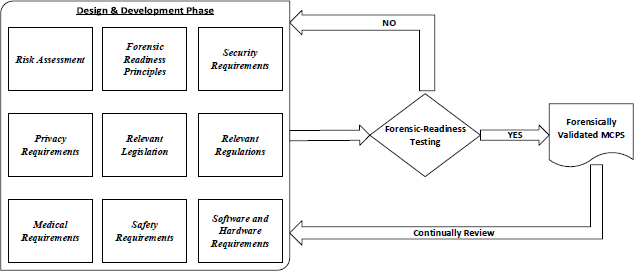 Design & Development Phase
NO
Risk Assessment
Forensic
Readiness
Principles
Security
Requirements
Privacy
Requirements
Relevant
Legislation
Relevant
Regulations
Forensic-Readiness
Testing
YES
Forensically
Validated MCPS
Medical
Requirements
Safety
Requirements
Software and
Hardware
Requirements
Continually Review